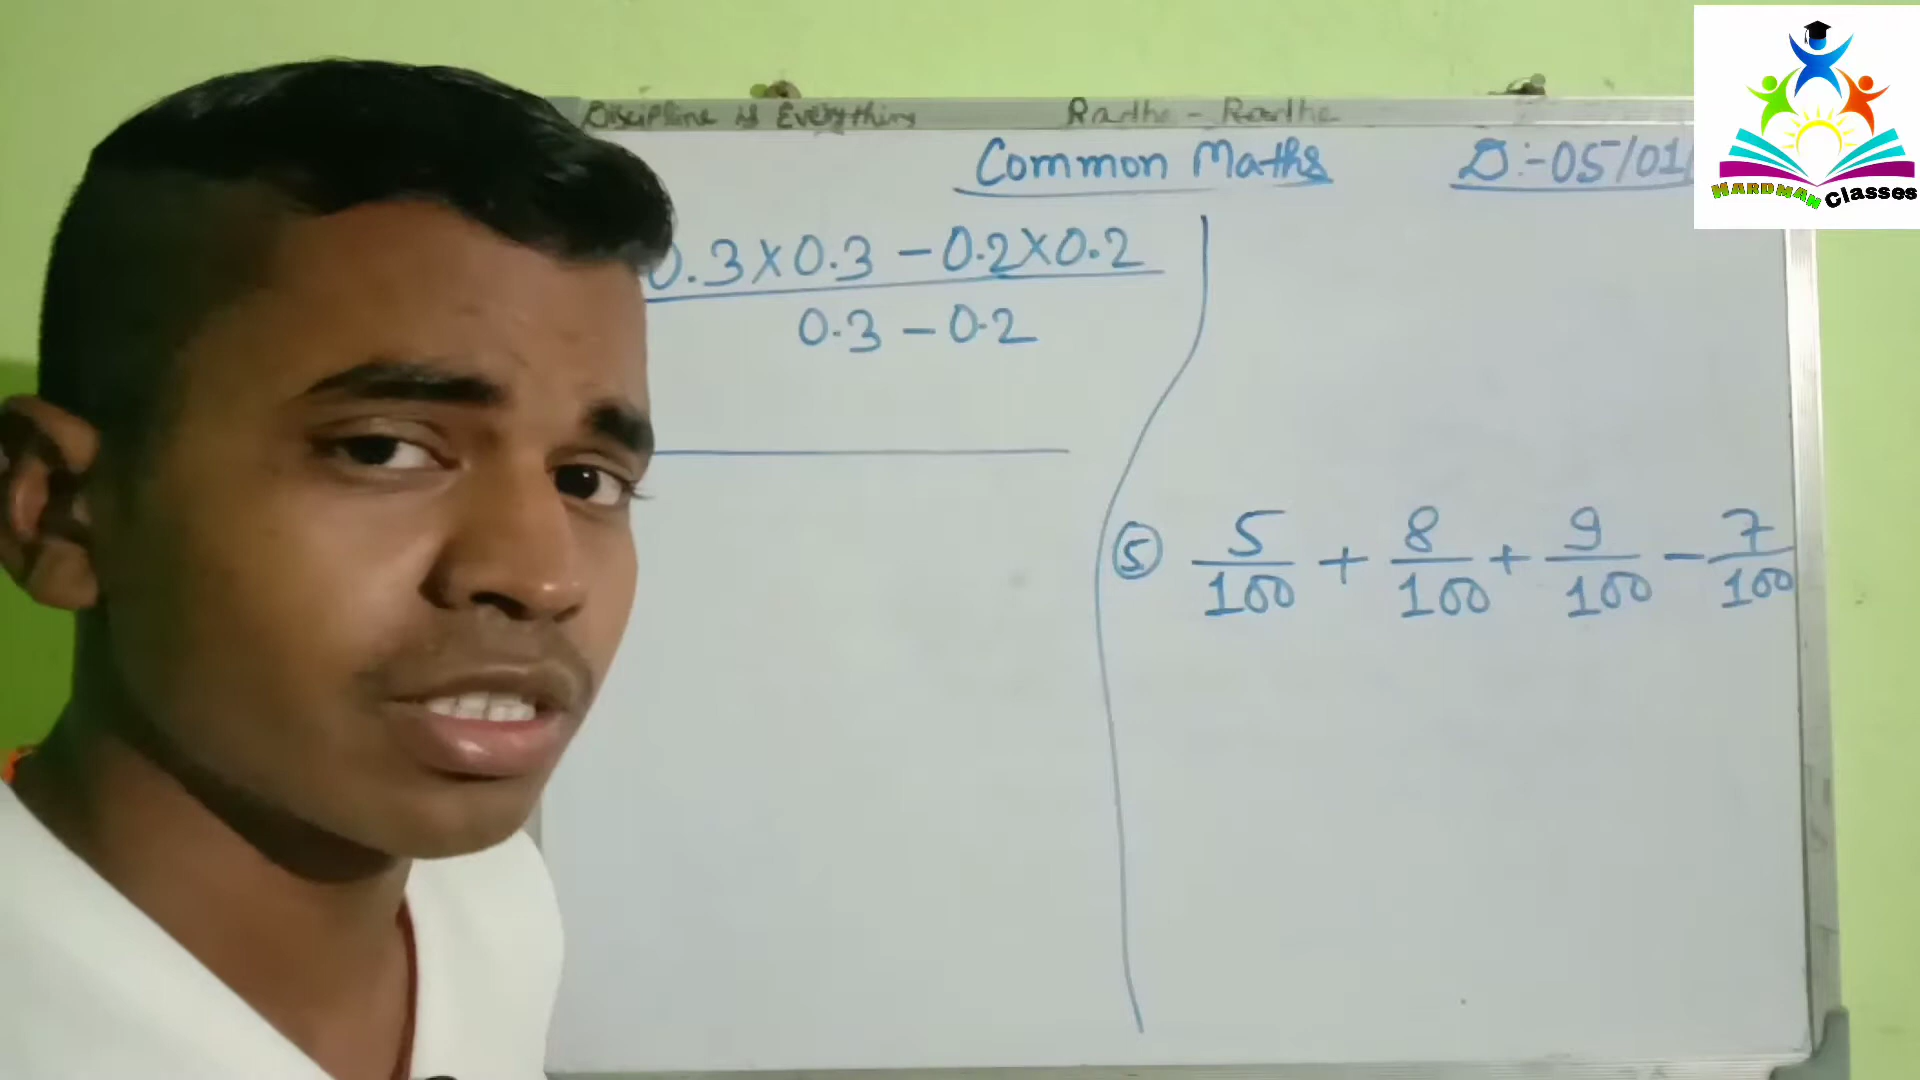 Discipline is Everything Radhe - Radhe
Common Maths D:-05/01/
HARDMAN Classes
0.3×0.3 - 0.2×0.2
0.3 - 0.2
⑤ 5/100 + 8/100 + 9/100 - 7/100